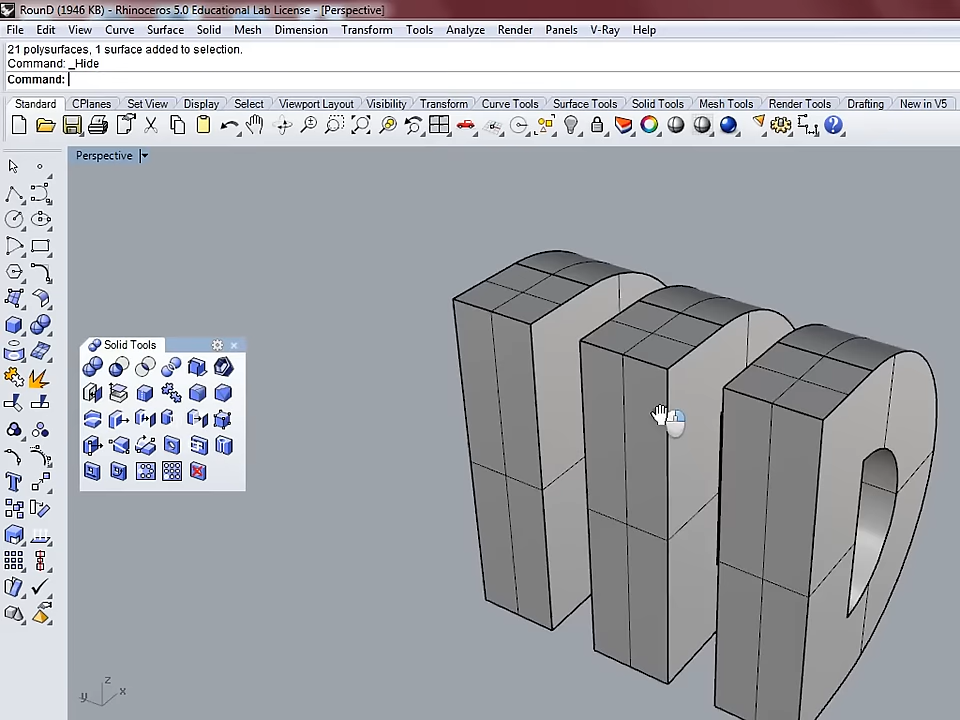 RounD (1946 KB) - Rhinoceros 5.0 Educational Lab License - [Perspective]
File Edit View Curve Surface Solid Mesh Dimension Transform Tools Analyze Render Panels V-Ray Help
21 polysurfaces, 1 surface added to selection.
Command: _Hide
Command:
Standard CPlanes Set View Display Select Viewport Layout Visibility Transform Curve Tools Surface Tools Solid Tools Mesh Tools Render Tools Drafting New in V5
Perspective
Solid Tools
z
y x